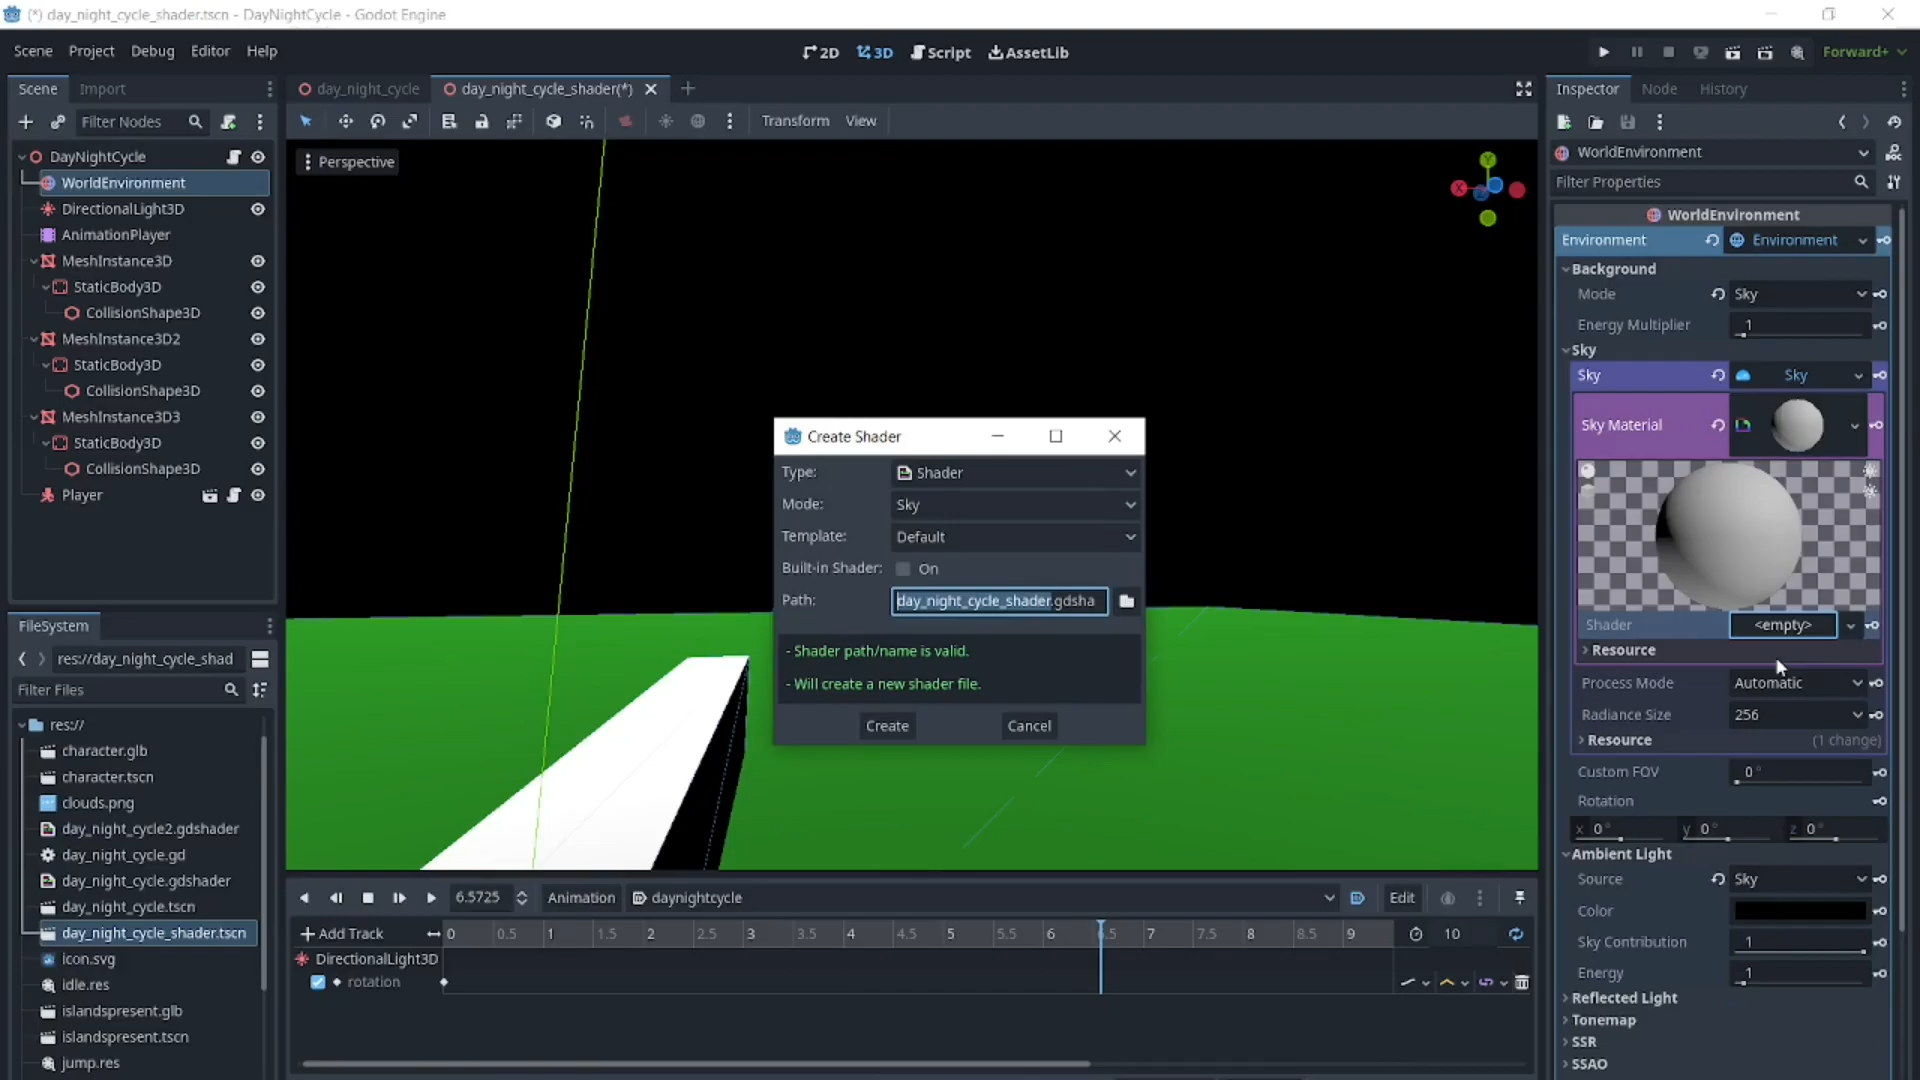 (*) day_night_cycle_shader.tscn - DayNightCycle - Godot Engine
Scene Project Debug Editor Help
2D 3D Script AssetLib
Forward+
Scene Import
Filter Nodes
DayNightCycle
WorldEnvironment
DirectionalLight3D
AnimationPlayer
MeshInstance3D
StaticBody3D
CollisionShape3D
MeshInstance3D2
StaticBody3D
CollisionShape3D
MeshInstance3D3
StaticBody3D
CollisionShape3D
Player
FileSystem
res://day_night_cycle_shad
Filter Files
res://
character.glb
character.tscn
clouds.png
day_night_cycle2.gdshader
day_night_cycle.gd
day_night_cycle.gdshader
day_night_cycle.tscn
day_night_cycle_shader.tscn
icon.svg
idle.res
islandspresent.glb
islandspresent.tscn
jump.res
day_night_cycle day_night_cycle_shader(*)
Transform View
Perspective
Y
X
Create Shader
Type: Shader
Mode: Sky
Template: Default
Built-in Shader: On
Path: day_night_cycle_shader.gdsha
- Shader path/name is valid.
- Will create a new shader file.
Create Cancel
6.5725 Animation daynightcycle Edit
Add Track 0 0.5 1 1.5 2 2.5 3 3.5 4 4.5 5 5.5 6 6.5 7 7.5 8 8.5 9 10
DirectionalLight3D
rotation
Inspector Node History
WorldEnvironment
Filter Properties
WorldEnvironment
Environment Environment
Background
Mode Sky
Energy Multiplier 1
Sky
Sky Sky
Sky Material
Shader <empty>
Resource
Process Mode Automatic
Radiance Size 256
Resource (1 change)
Custom FOV 0 °
Rotation
x 0 ° y 0 ° z 0 °
Ambient Light
Source Sky
Color
Sky Contribution 1
Energy 1
Reflected Light
Tonemap
SSR
SSAO